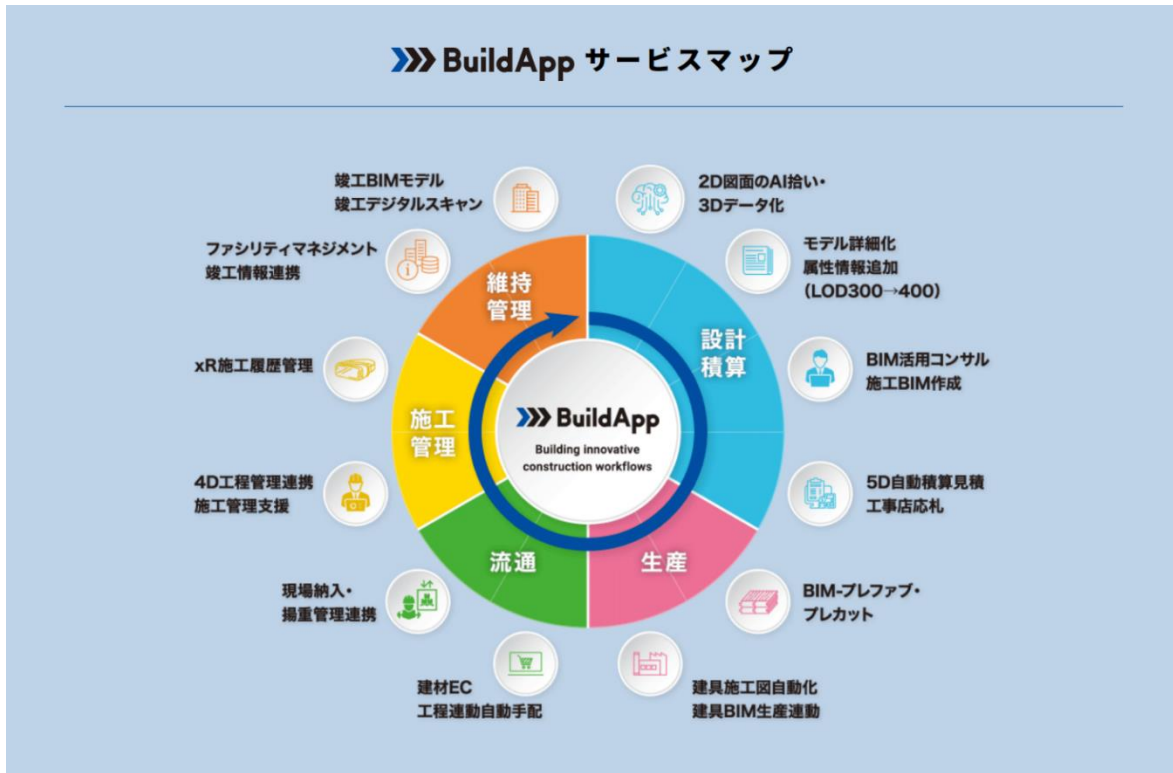 BuildApp サービスマップ
竣工BIMモデル
竣工デジタルスキャン
2D図面のAI拾い・
3Dデータ化
ファシリティマネジメント
竣工情報連携
モデル詳細化
属性情報追加
(LOD300→400)
維持
管理
設計
積算
xR施工履歴管理
BIM活用コンサル
施工BIM作成
施工
管理
BuildApp
Building innovative
construction workflows
4D工程管理連携
施工管理支援
5D自動積算見積
工事店応札
流通
生産
現場納入・
揚重管理連携
BIM-プレファブ・
プレカット
建材EC
工程連動自動手配
建具施工図自動化
建具BIM生産連動